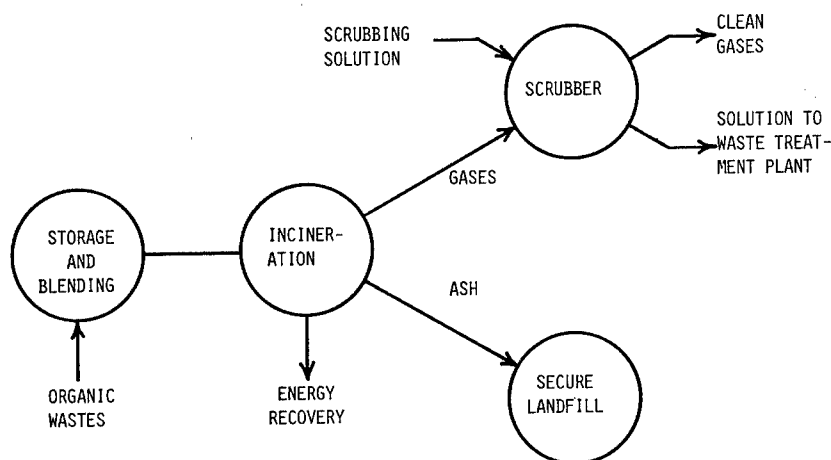 SCRUBBING
SOLUTION
SCRUBBER
CLEAN
GASES
SOLUTION TO
WASTE TREAT-
MENT PLANT
GASES
STORAGE
AND
BLENDING
INCINER-
ATION
ASH
ORGANIC
WASTES
ENERGY
RECOVERY
SECURE
LANDFILL